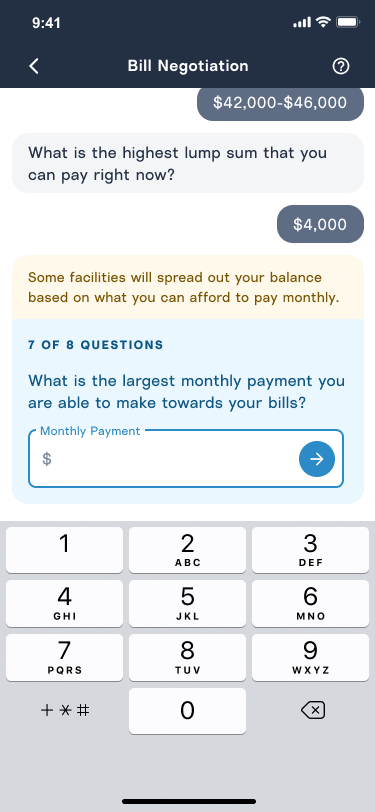 9:41
Bill Negotiation
$42,000-$46,000
What is the highest lump sum that you
can pay right now?
$4,000
Some facilities will spread out your balance
based on what you can afford to pay monthly.
7 OF 8 QUESTIONS
What is the largest monthly payment you
are able to make towards your bills?
Monthly Payment
$
1
2
ABC
3
DEF
4
GHI
5
JKL
6
MNO
7
PQRS
8
TUV
9
WXYZ
+ * #
0